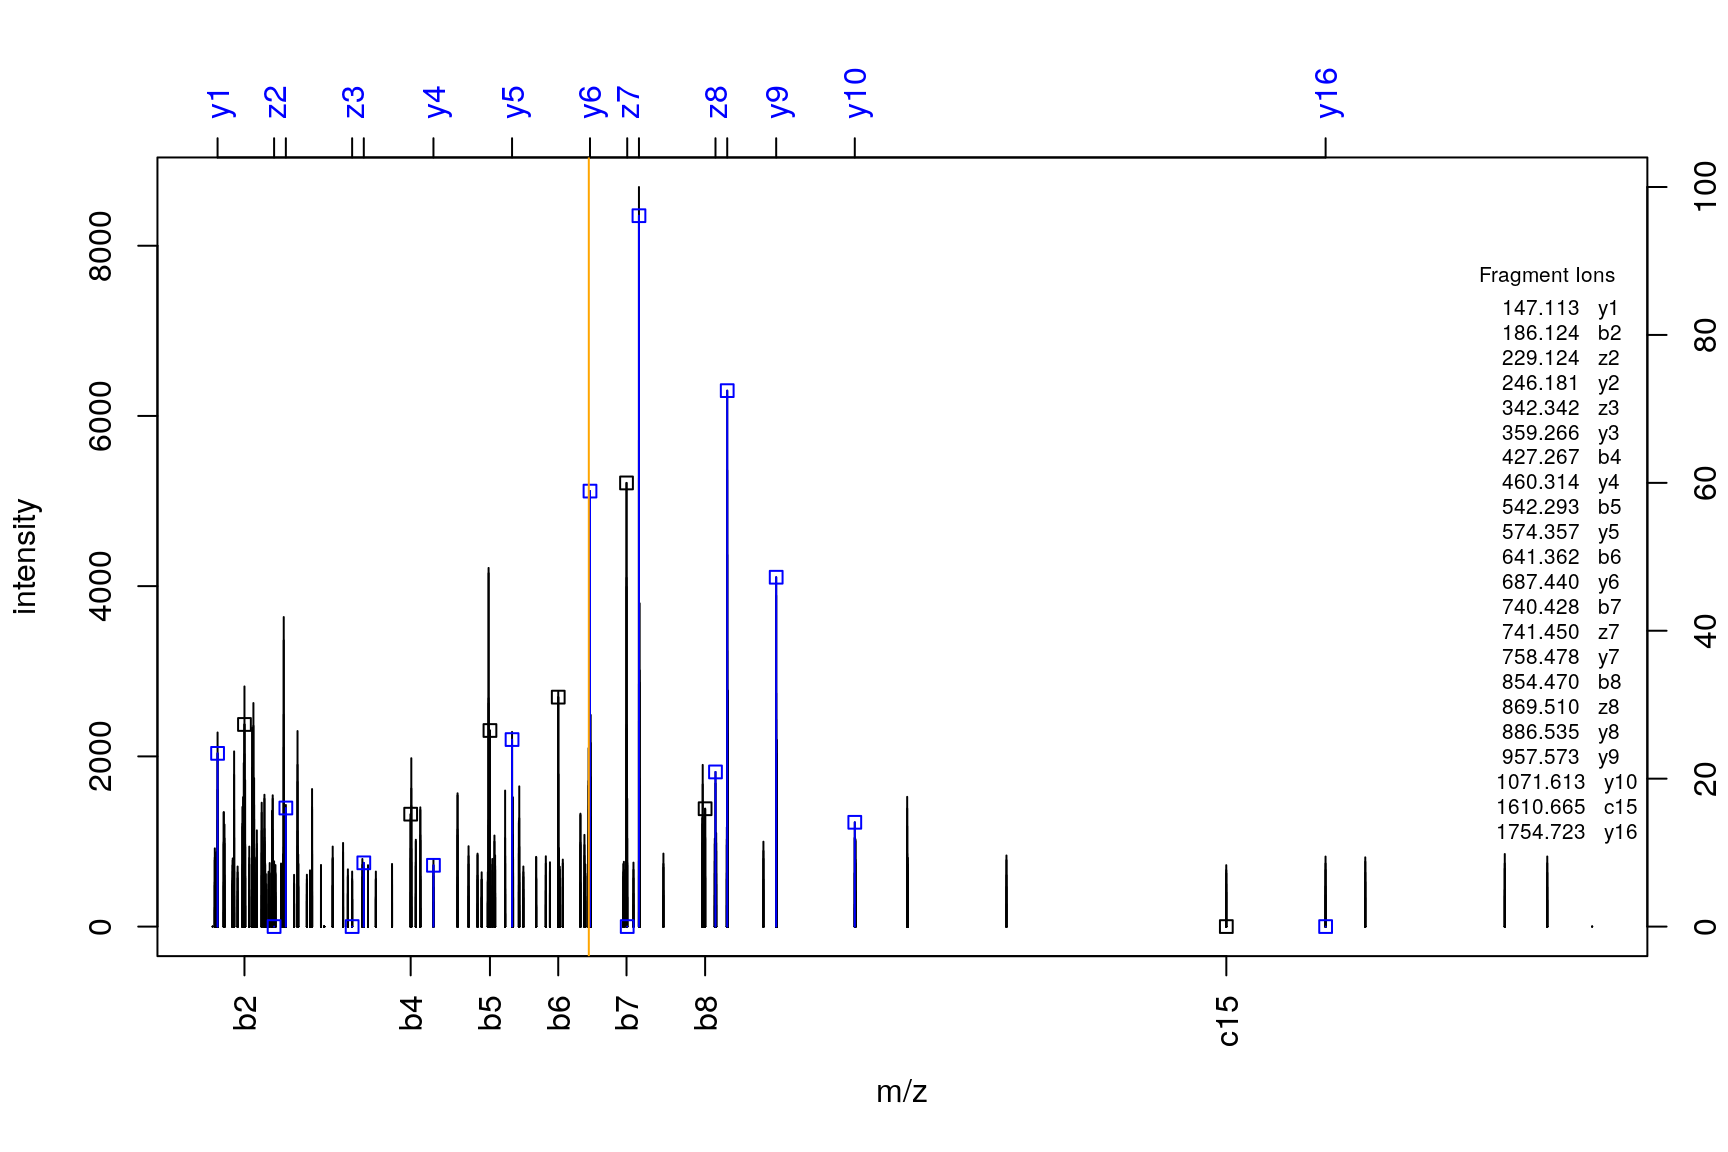 y1 z2 z3 y4 y5 y6 z7 z8 y9 y10 y16
intensity
0 2000 4000 6000 8000
0 20 40 60 80 100
Fragment Ions
147.113 y1
186.124 b2
229.124 z2
246.181 y2
342.342 z3
359.266 y3
427.267 b4
460.314 y4
542.293 b5
574.357 y5
641.362 b6
687.440 y6
740.428 b7
741.450 z7
758.478 y7
854.470 b8
869.510 z8
886.535 y8
957.573 y9
1071.613 y10
1610.665 c15
1754.723 y16
b2 b4 b5 b6 b7 b8 c15
m/z